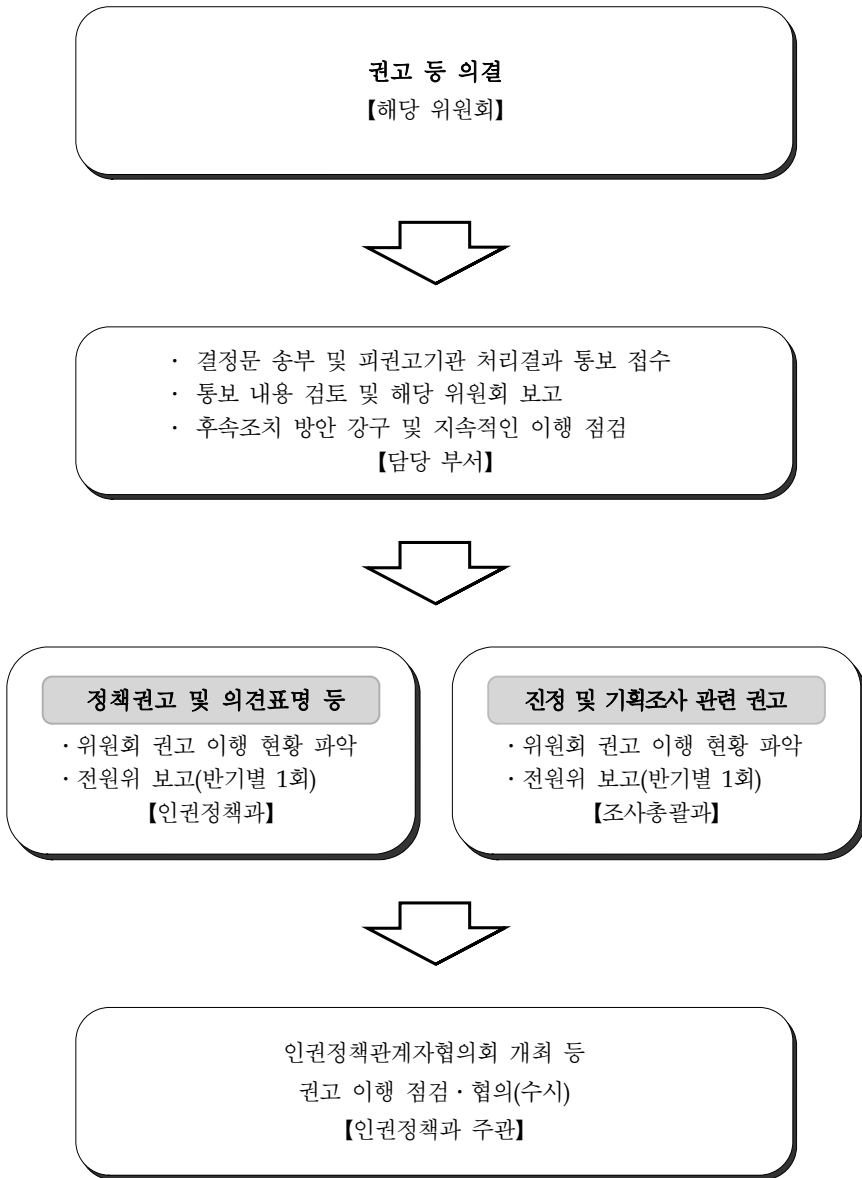 권고 등 의결
【해당 위원회】
· 결정문 송부 및 피권고기관 처리결과 통보 접수
· 통보 내용 검토 및 해당 위원회 보고
· 후속조치 방안 강구 및 지속적인 이행 점검
【담당 부서】
정책권고 및 의견표명 등
· 위원회 권고 이행 현황 파악
· 전원위 보고(반기별 1회)
【인권정책과】
진정 및 기획조사 관련 권고
· 위원회 권고 이행 현황 파악
· 전원위 보고(반기별 1회)
【조사총괄과】
인권정책관계자협의회 개최 등
권고 이행 점검 · 협의(수시)
【인권정책과 주관】